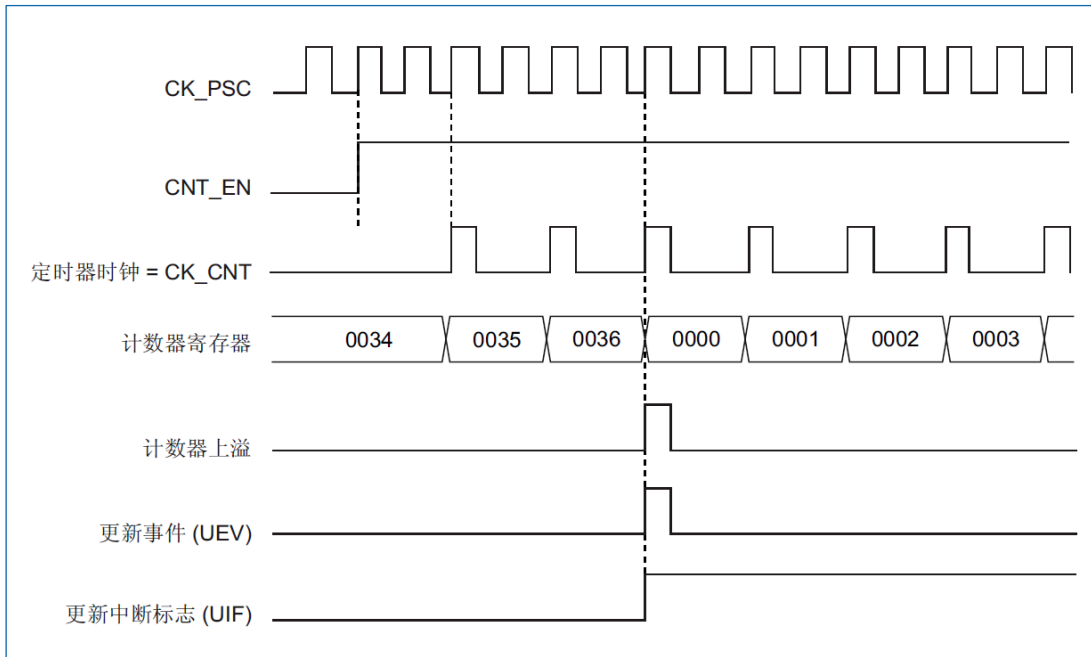 CK_PSC
CNT_EN
定时器时钟 = CK_CNT
计数器寄存器 0034 0035 0036 0000 0001 0002 0003
计数器上溢
更新事件 (UEV)
更新中断标志 (UIF)